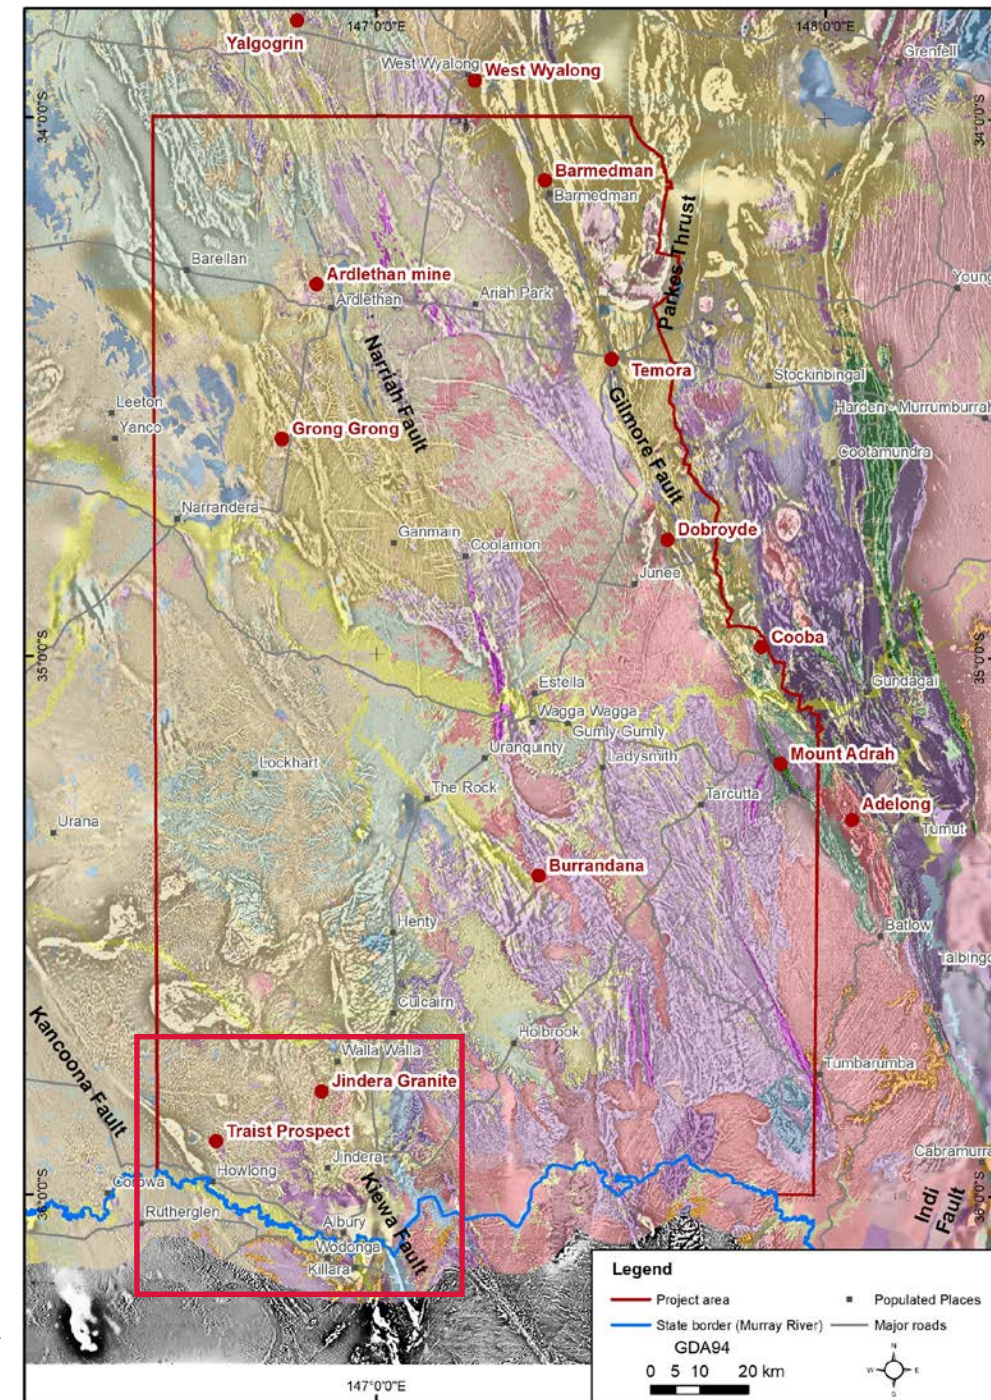 147°0'0"E
148°0'0"E
Yalgogrin
West Wyalong
West Wyalong
Grenfell
34°0'0"S
34°0'0"S
Barmedman
Barmedman
Parkes Thrust
Barellan
Ardlethan mine
Ardlethan
Ariah Park
Young
Narriah Fault
Temora
Stockinbingal
Leeton
Yanco
Grong Grong
Gilmore Fault
Harden - Murrumburrah
Cootamundra
Narrandera
Ganmain
Coolamon
Dobroyde
Junee
35°0'0"S
35°0'0"S
Cooba
Estella
Gundagai
Wagga Wagga
Gumly Gumly
Uranquinty
Ladysmith
Mount Adrah
Lockhart
The Rock
Tarcutta
Adelong
Urana
Tumut
Burrandana
Henty
Batlow
Talbingo
Culcairn
Kancoona Fault
Holbrook
Walla Walla
Tumbarumba
Jindera Granite
Traist Prospect
Jindera
Cabramurra
Howlong
Corowa
Kiewa Fault
Indi Fault
36°0'0"S
36°0'0"S
Rutherglen
Albury
Wodonga
Killara
Legend
Project area
Populated Places
State border (Murray River)
Major roads
GDA94
0 5 10 20 km
N
W E
S
147°0'0"E